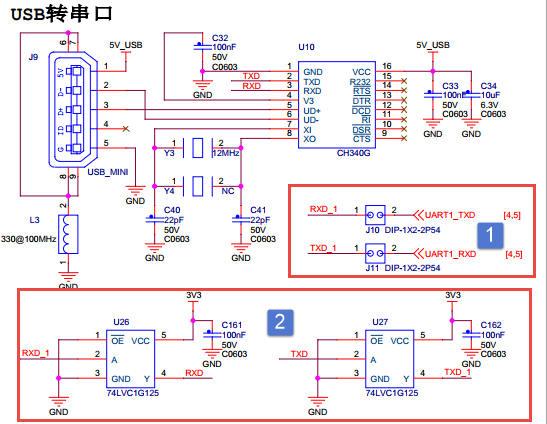 USB转串口
J9
5V
D-
D+
ID
G
6 7
8 9
1
2
3
4
5
USB_MINI
5V_USB
GND
L3
330@100MHz
1
2
GND
C32
100nF
50V
C0603
GND
TXD
RXD
U10
1 GND VCC 16
2 TXD R232 15
3 RXD RTS 14
4 V3 DTR 13
5 UD+ DCD 12
6 UD- RI 11
7 XI DSR 10
8 XO CTS 9
CH340G
5V_USB
C33
100nF
50V
C0603
C34
10uF
6.3V
C0603
GND
1 2
Y3 12MHz
1 2
Y4 NC
C40
22pF
50V
C0603
GND
C41
22pF
50V
C0603
GND
RXD_1 1 2 UART1_TXD [4,5]
J10 DIP-1X2-2P54
TXD_1 1 2 UART1_RXD [4,5]
J11 DIP-1X2-2P54
1
2
U26
1 OE VCC 5
2 A
3 GND Y 4
74LVC1G125
RXD_1
RXD
GND
3V3
C161
100nF
50V
C0603
GND
U27
1 OE VCC 5
2 A
3 GND Y 4
74LVC1G125
TXD
TXD_1
GND
3V3
C162
100nF
50V
C0603
GND